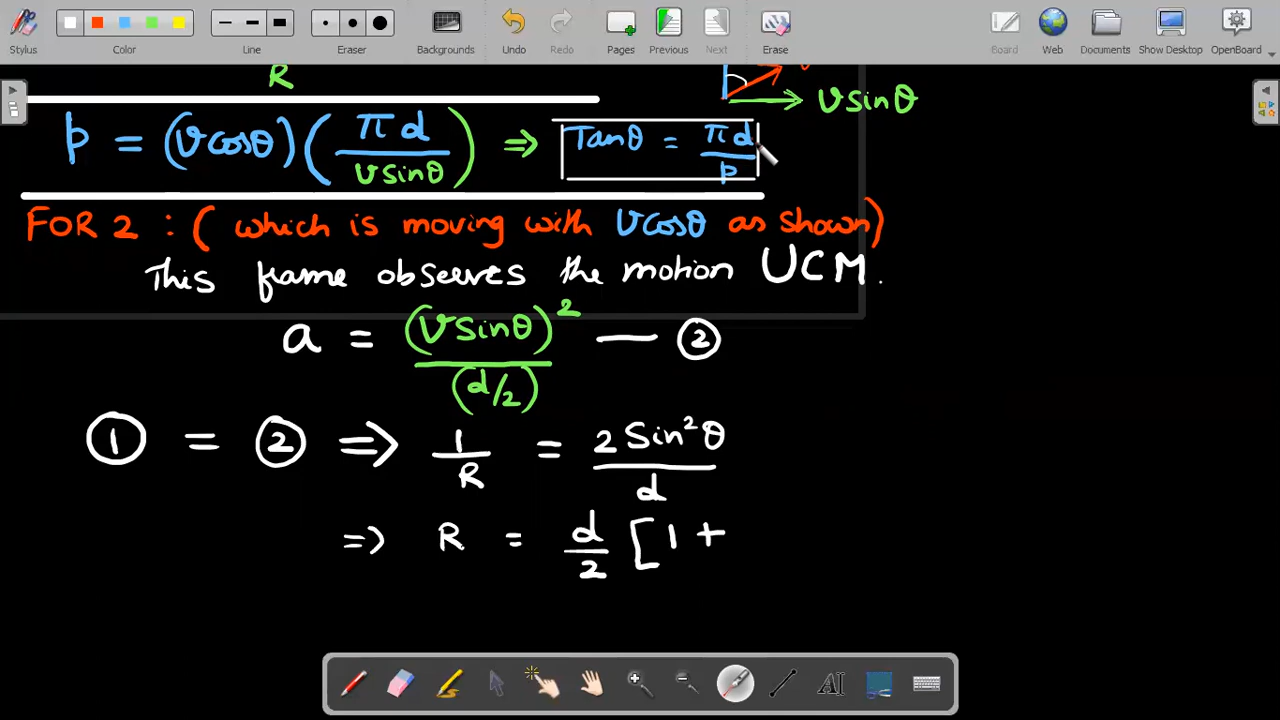 Stylus Color Line Eraser Backgrounds Undo Redo Pages Previous Next Erase Board Web Documents Show Desktop OpenBoard
R
v sinθ
p = (v cosθ) ( πd / v sinθ ) ⇒ Tanθ = πd / p
FOR 2 : ( which is moving with v cosθ as shown)
This frame observes the motion UCM.
a = (v sinθ)² / (d/2) — ②
① = ② ⇒ 1 / R = 2 Sin²θ / d
⇒ R = d / 2 [ 1 +